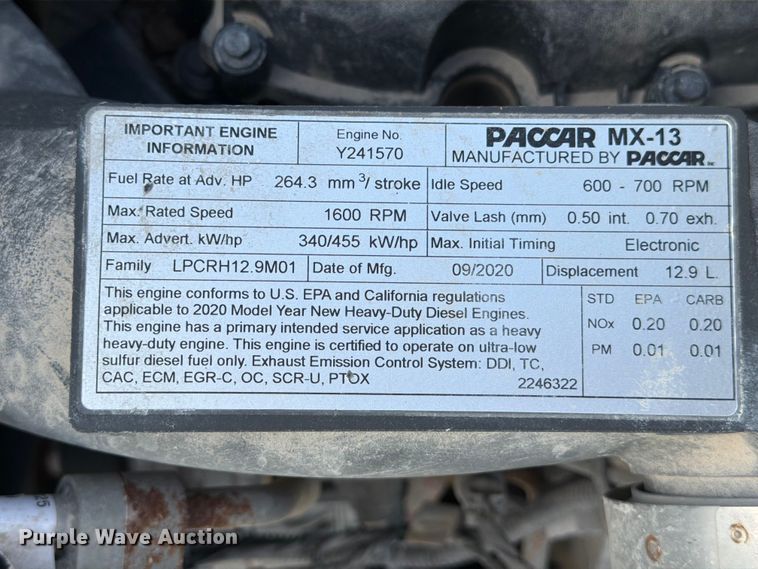 IMPORTANT ENGINE
INFORMATION
Engine No.
Y241570
PACCAR MX-13
MANUFACTURED BY PACCAR INC
Fuel Rate at Adv. HP 264.3 mm³/ stroke
Idle Speed 600 - 700 RPM
Max. Rated Speed 1600 RPM
Valve Lash (mm) 0.50 int. 0.70 exh.
Max. Advert. kW/hp 340/455 kW/hp
Max. Initial Timing Electronic
Family LPCRH12.9M01
Date of Mfg. 09/2020
Displacement 12.9 L.
This engine conforms to U.S. EPA and California regulations
applicable to 2020 Model Year New Heavy-Duty Diesel Engines.
This engine has a primary intended service application as a heavy
heavy-duty engine. This engine is certified to operate on ultra-low
sulfur diesel fuel only. Exhaust Emission Control System: DDI, TC,
CAC, ECM, EGR-C, OC, SCR-U, PTOX 2246322
STD EPA CARB
NOx 0.20 0.20
PM 0.01 0.01
25
Purple Wave Auction